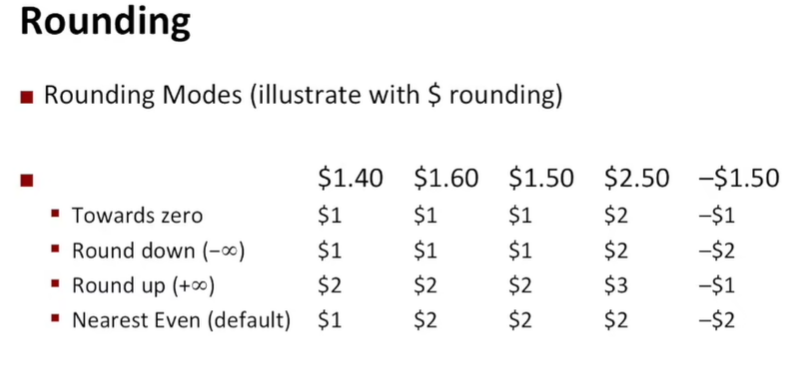 Rounding
Rounding Modes (illustrate with $ rounding)
$1.40 $1.60 $1.50 $2.50 –$1.50
Towards zero $1 $1 $1 $2 –$1
Round down (−∞) $1 $1 $1 $2 –$2
Round up (+∞) $2 $2 $2 $3 –$1
Nearest Even (default) $1 $2 $2 $2 –$2